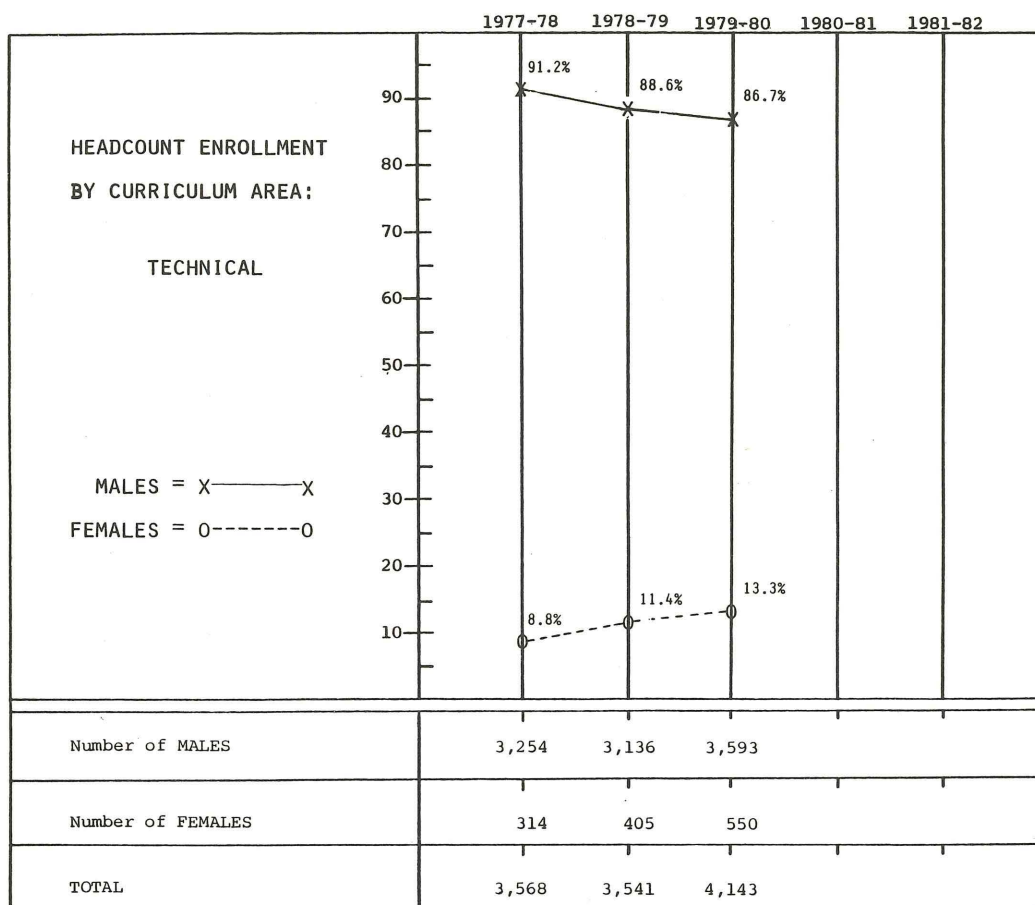 1977-78 1978-79 1979-80 1980-81 1981-82
91.2%
88.6%
86.7%
90
HEADCOUNT ENROLLMENT
80
BY CURRICULUM AREA:
70
TECHNICAL
60
50
40
MALES = X X
30
FEMALES = O-------O
20
13.3%
11.4%
8.8%
10
Number of MALES 3,254 3,136 3,593
Number of FEMALES 314 405 550
TOTAL 3,568 3,541 4,143